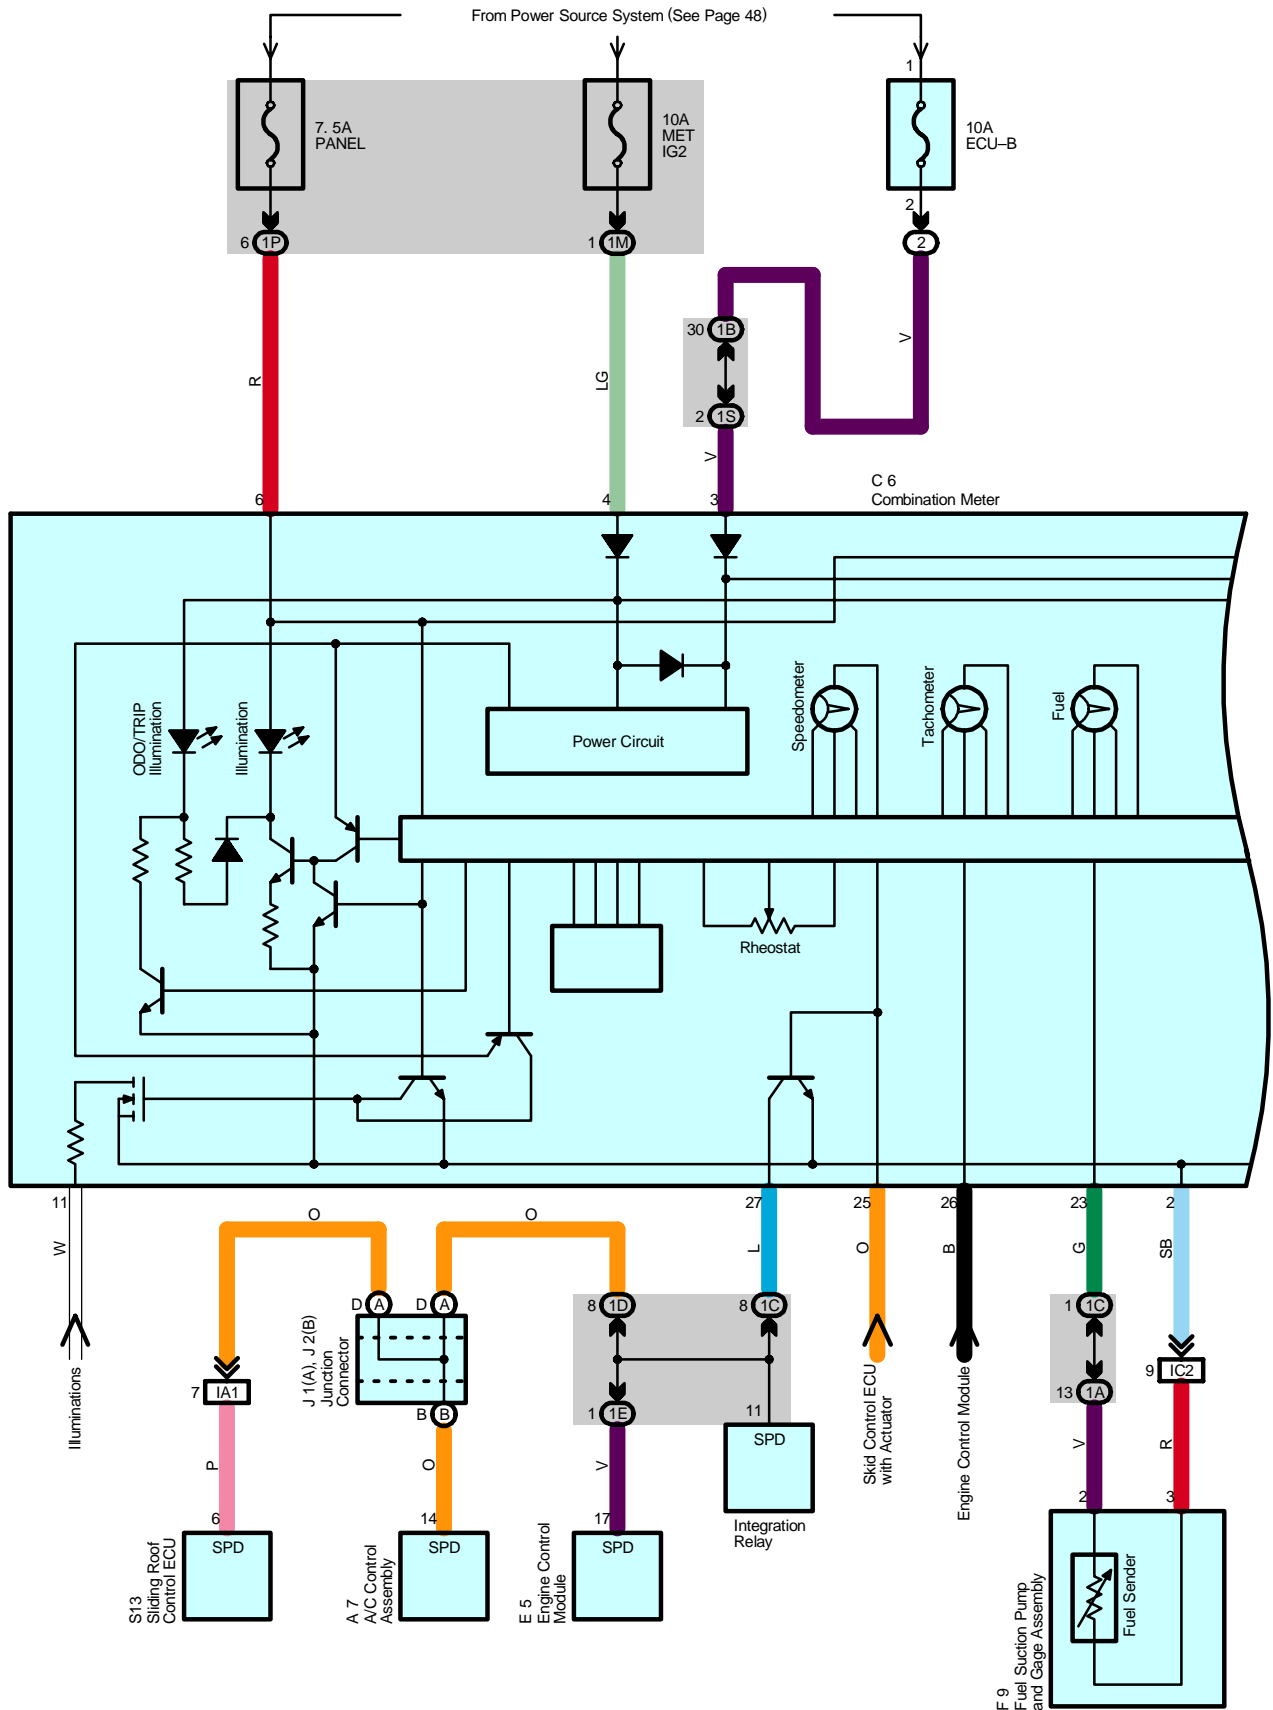 From Power Source System (See Page 48)
1
7. 5A
PANEL
10A
MET
IG2
10A
ECU–B
2
6 1P
1 1M
2
30 1B
R
LG
V
2 1S
V
C 6
Combination Meter
6
4
3
ODO/TRIP
Illumination
Illumination
Power Circuit
Speedometer
Tachometer
Fuel
Rheostat
11
27
25
26
23
2
W
O
O
L
O
B
G
SB
D A
D A
8 1D
8 1C
1 1C
J 1(A), J 2(B)
Junction
Connector
7 IA1
9 IC2
13 1A
Illuminations
B B
1 1E
11
SPD
Skid Control ECU
with Actuator
Engine Control Module
P
O
V
V
R
6
14
17
2
3
Integration
Relay
SPD
SPD
SPD
S13
Sliding Roof
Control ECU
A 7
A/C Control
Assembly
E 5
Engine Control
Module
Fuel Sender
F 9
Fuel Suction Pump
and Gage Assembly